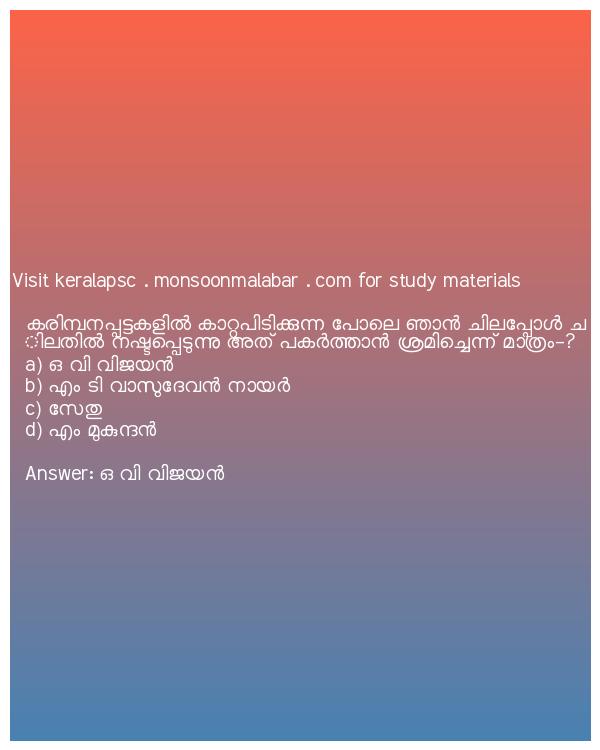 Visit keralapsc . monsoonmalabar . com for study materials
കരിമ്പനപ്പട്ടകളിൽ കാറ്റുപിടിക്കുന്ന പോലെ ഞാൻ ചിലപ്പോൾ ച
ിലതിൽ നഷ്ടപ്പെടുന്നു അത് പകർത്താൻ ശ്രമിച്ചെന്ന് മാത്രം-?
a) ഒ വി വിജയൻ
b) എം ടി വാസുദേവൻ നായർ
c) സേതു
d) എം മുകുന്ദൻ
Answer: ഒ വി വിജയൻ